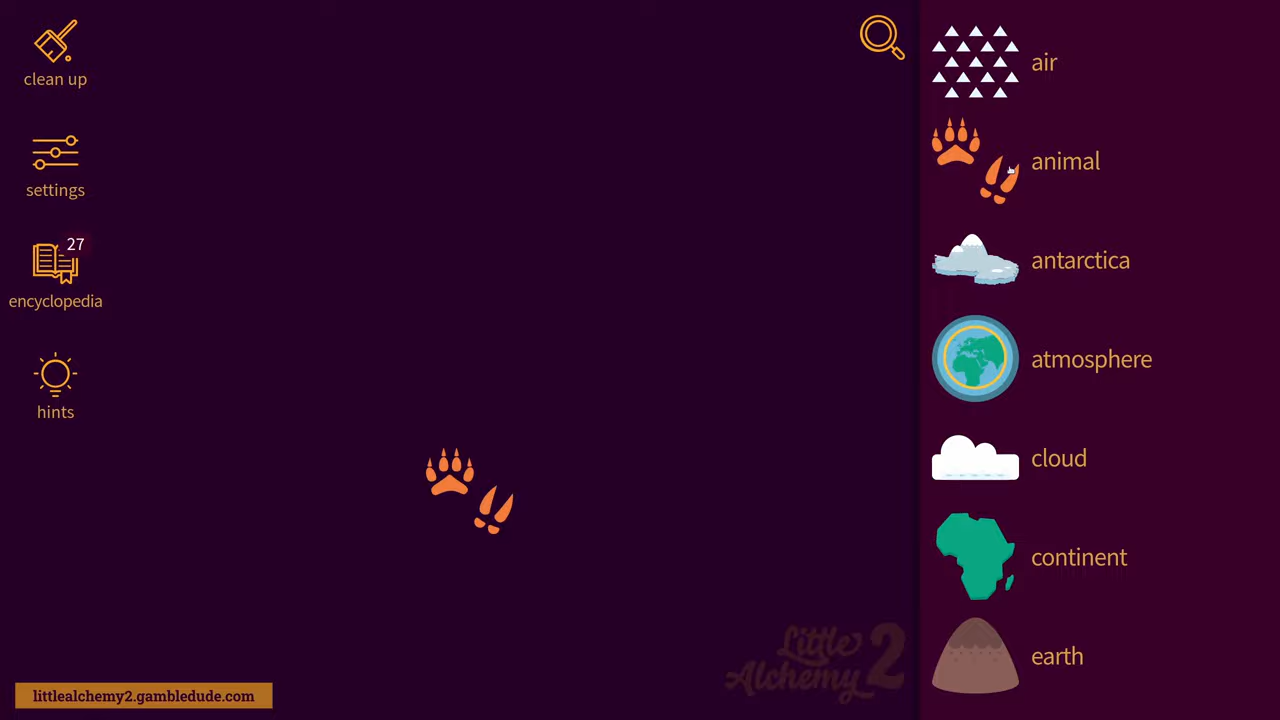 clean up
settings
27
encyclopedia
hints
air
animal
antarctica
atmosphere
cloud
continent
earth
Little
Alchemy 2
littlealchemy2.gambledude.com